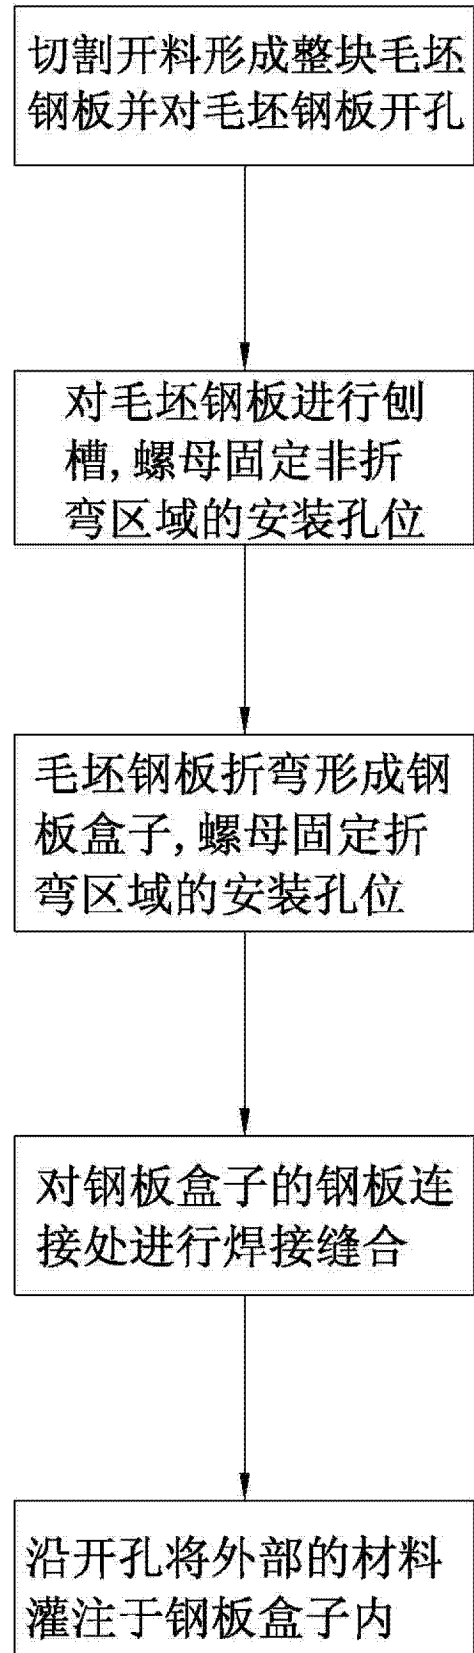 切割开料形成整块毛坯
钢板并对毛坯钢板开孔
对毛坯钢板进行刨
槽,螺母固定非折
弯区域的安装孔位
毛坯钢板折弯形成钢
板盒子,螺母固定折
弯区域的安装孔位
对钢板盒子的钢板连
接处进行焊接缝合
沿开孔将外部的材料
灌注于钢板盒子内